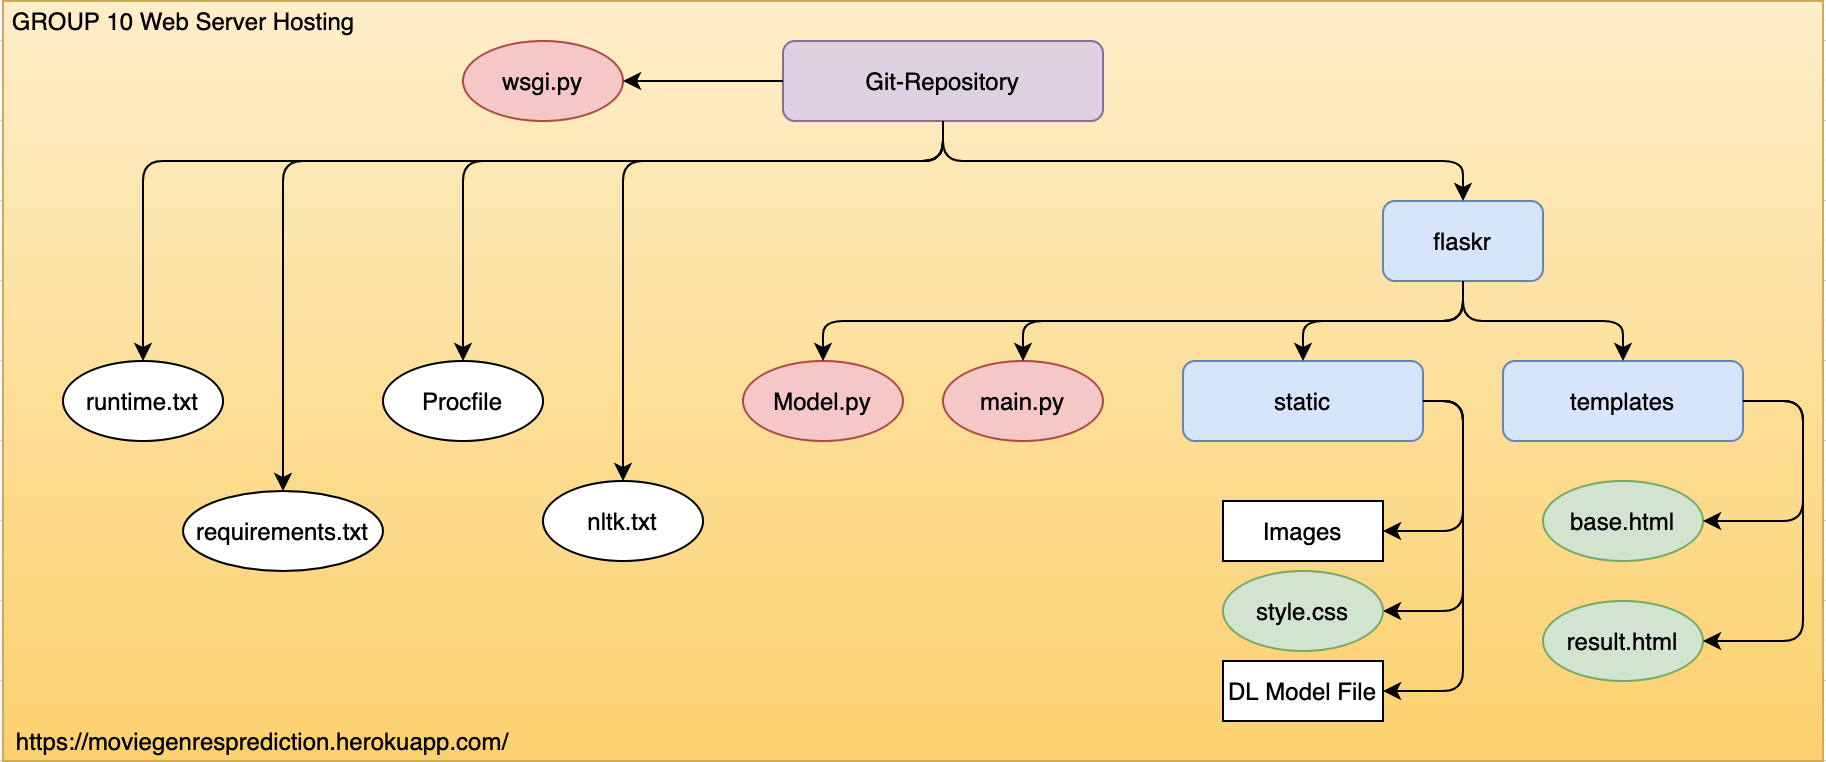 GROUP 10 Web Server Hosting
wsgi.py
Git-Repository
flaskr
runtime.txt
Procfile
Model.py
main.py
static
templates
requirements.txt
nltk.txt
Images
base.html
style.css
result.html
DL Model File
https://moviegenresprediction.herokuapp.com/